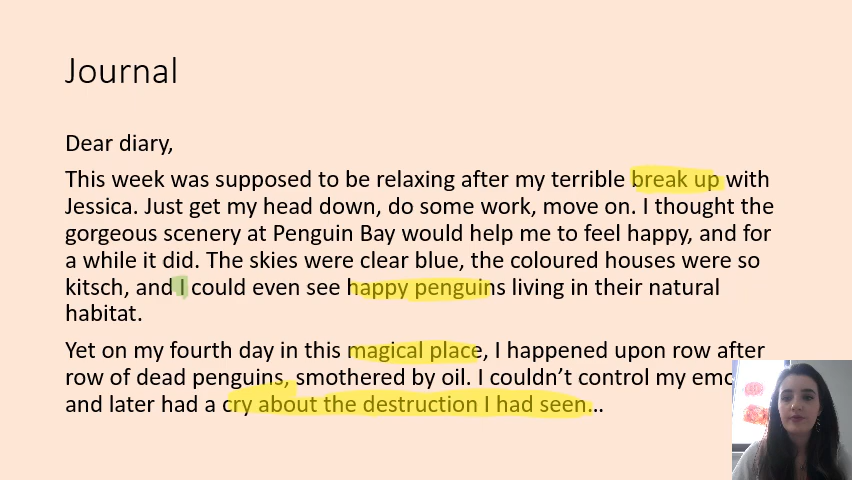 Journal
Dear diary,
This week was supposed to be relaxing after my terrible break up with
Jessica. Just get my head down, do some work, move on. I thought the
gorgeous scenery at Penguin Bay would help me to feel happy, and for
a while it did. The skies were clear blue, the coloured houses were so
kitsch, and I could even see happy penguins living in their natural
habitat.
Yet on my fourth day in this magical place, I happened upon row after
row of dead penguins, smothered by oil. I couldn’t control my
and later had a cry about the destruction I had seen…